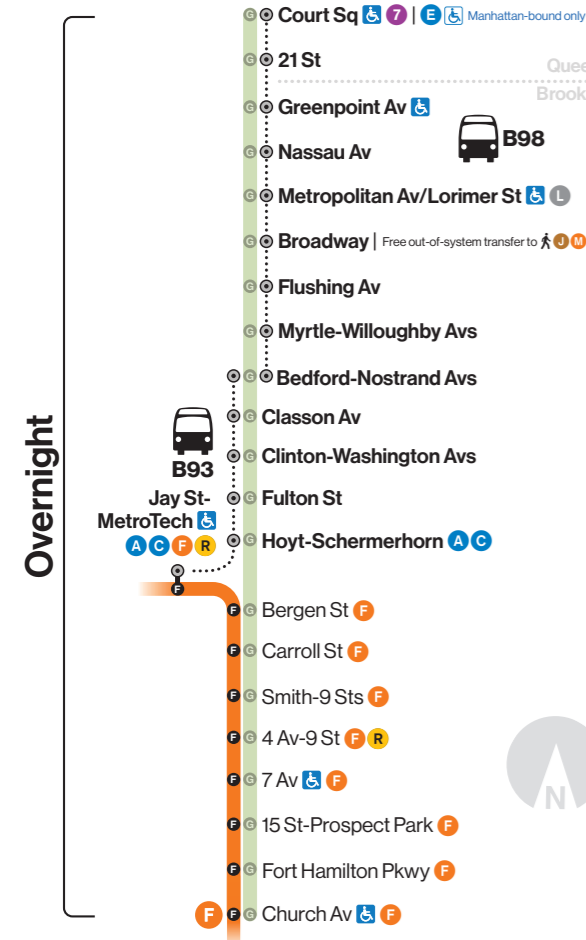 G Court Sq 7 | E Manhattan-bound only
G 21 St
Quee
Brook
G Greenpoint Av
B98
G Nassau Av
G Metropolitan Av/Lorimer St L
G Broadway | Free out-of-system transfer to J M
G Flushing Av
G Myrtle-Willoughby Avs
G Bedford-Nostrand Avs
G Classon Av
B93
G Clinton-Washington Avs
Jay St-
MetroTech
A C F R
G Fulton St
G Hoyt-Schermerhorn A C
F
F G Bergen St F
F G Carroll St F
F G Smith-9 Sts F
F G 4 Av-9 St F R
F G 7 Av F
F G 15 St-Prospect Park F
F G Fort Hamilton Pkwy F
F F G Church Av F
Overnight
N